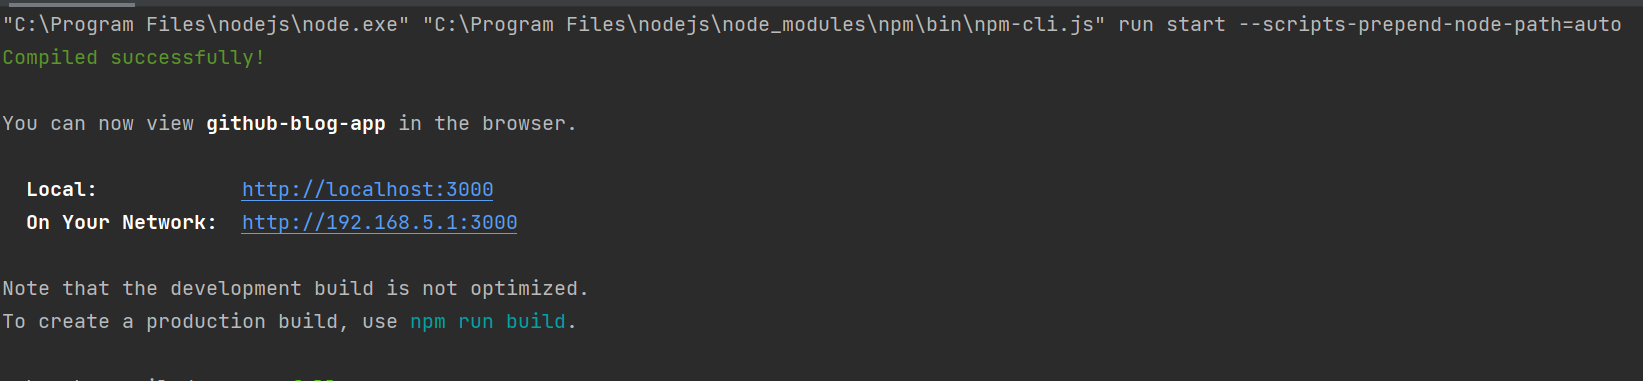 "C:\Program Files\nodejs\node.exe" "C:\Program Files\nodejs\node_modules\npm\bin\npm-cli.js" run start --scripts-prepend-node-path=auto
Compiled successfully!
You can now view github-blog-app in the browser.
Local: http://localhost:3000
On Your Network: http://192.168.5.1:3000
Note that the development build is not optimized.
To create a production build, use npm run build.